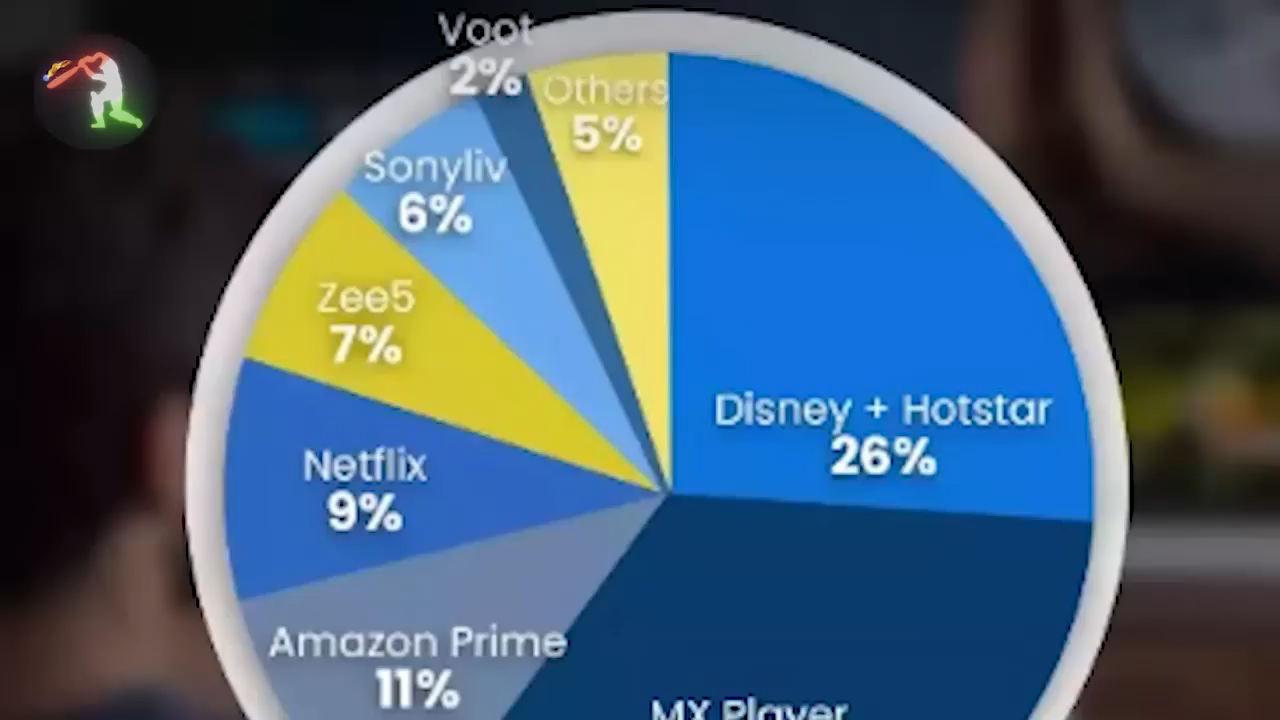 Voot
2%
Others
5%
Sonyliv
6%
Zee5
7%
Disney + Hotstar
26%
Netflix
9%
Amazon Prime
11%
MX Player